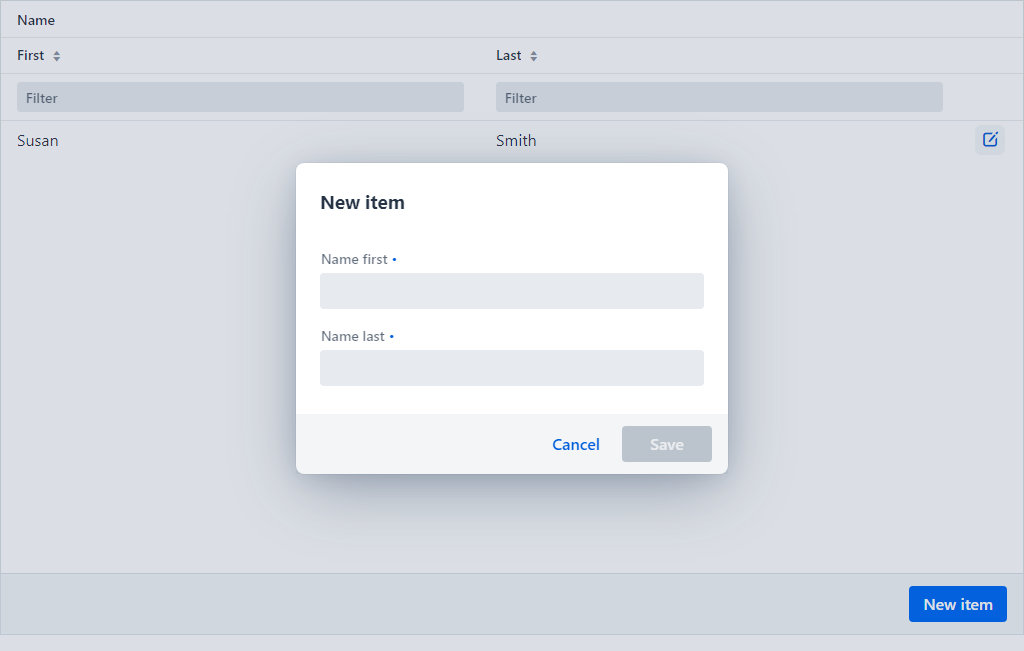 Name
First Last
Filter Filter
Susan Smith
New item
Name first •
Name last •
Cancel Save
New item